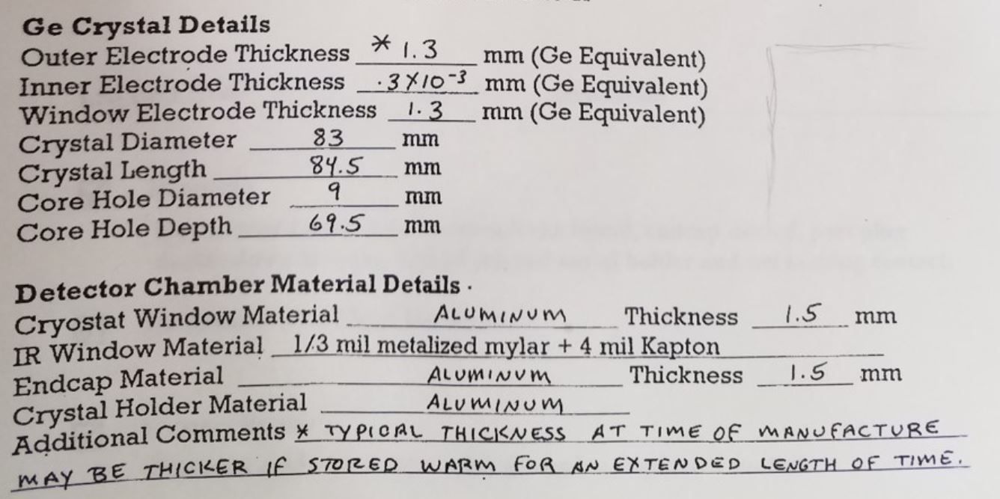 Ge Crystal Details
Outer Electrode Thickness * 1.3 mm (Ge Equivalent)
Inner Electrode Thickness .3X10⁻³ mm (Ge Equivalent)
Window Electrode Thickness 1.3 mm (Ge Equivalent)
Crystal Diameter 83 mm
Crystal Length 84.5 mm
Core Hole Diameter 9 mm
Core Hole Depth 69.5 mm
Detector Chamber Material Details .
Cryostat Window Material ALUMINUM Thickness 1.5 mm
IR Window Material 1/3 mil metalized mylar + 4 mil Kapton
Endcap Material ALUMINUM Thickness 1.5 mm
Crystal Holder Material ALUMINUM
Additional Comments * TYPICAL THICKNESS AT TIME OF MANUFACTURE
MAY BE THICKER IF STORED WARM FOR AN EXTENDED LENGTH OF TIME.